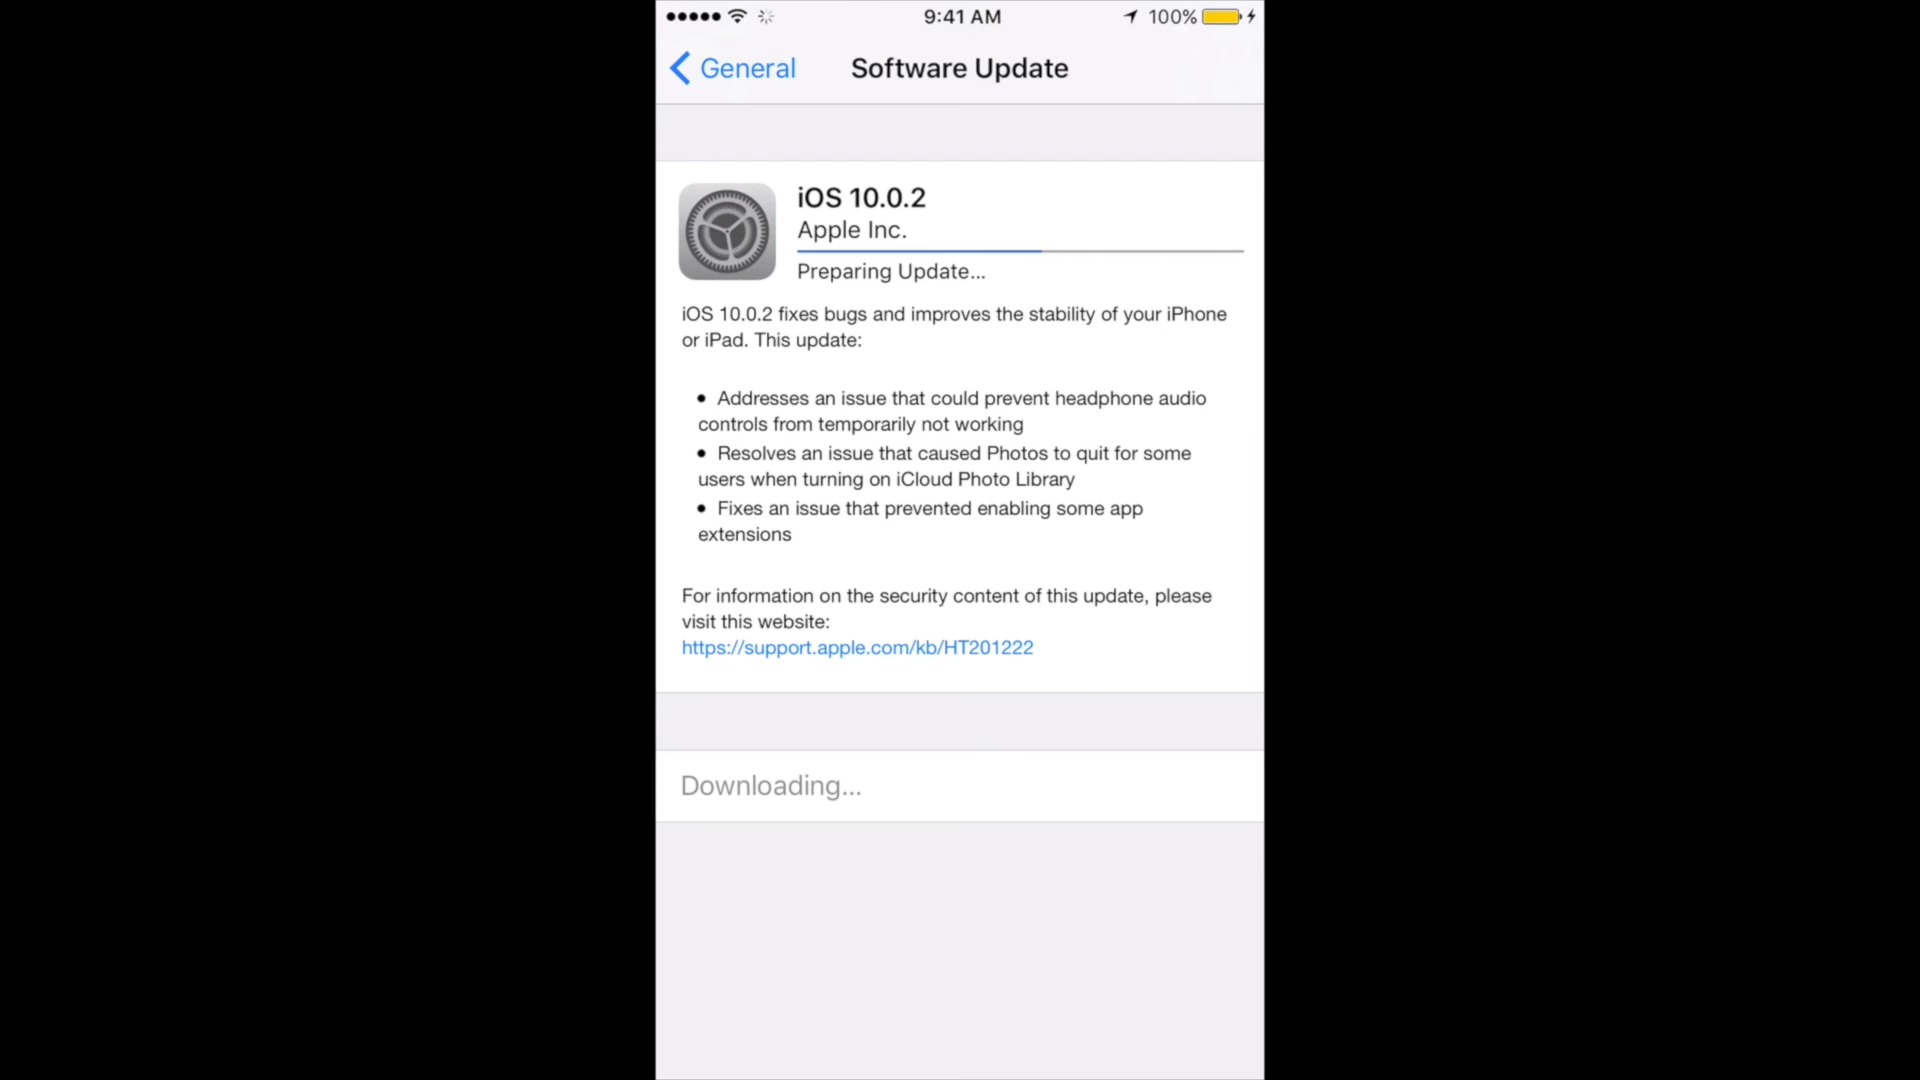 9:41 AM
100%
General
Software Update
iOS 10.0.2
Apple Inc.
Preparing Update...
iOS 10.0.2 fixes bugs and improves the stability of your iPhone
or iPad. This update:
• Addresses an issue that could prevent headphone audio
controls from temporarily not working
• Resolves an issue that caused Photos to quit for some
users when turning on iCloud Photo Library
• Fixes an issue that prevented enabling some app
extensions
For information on the security content of this update, please
visit this website:
https://support.apple.com/kb/HT201222
Downloading...